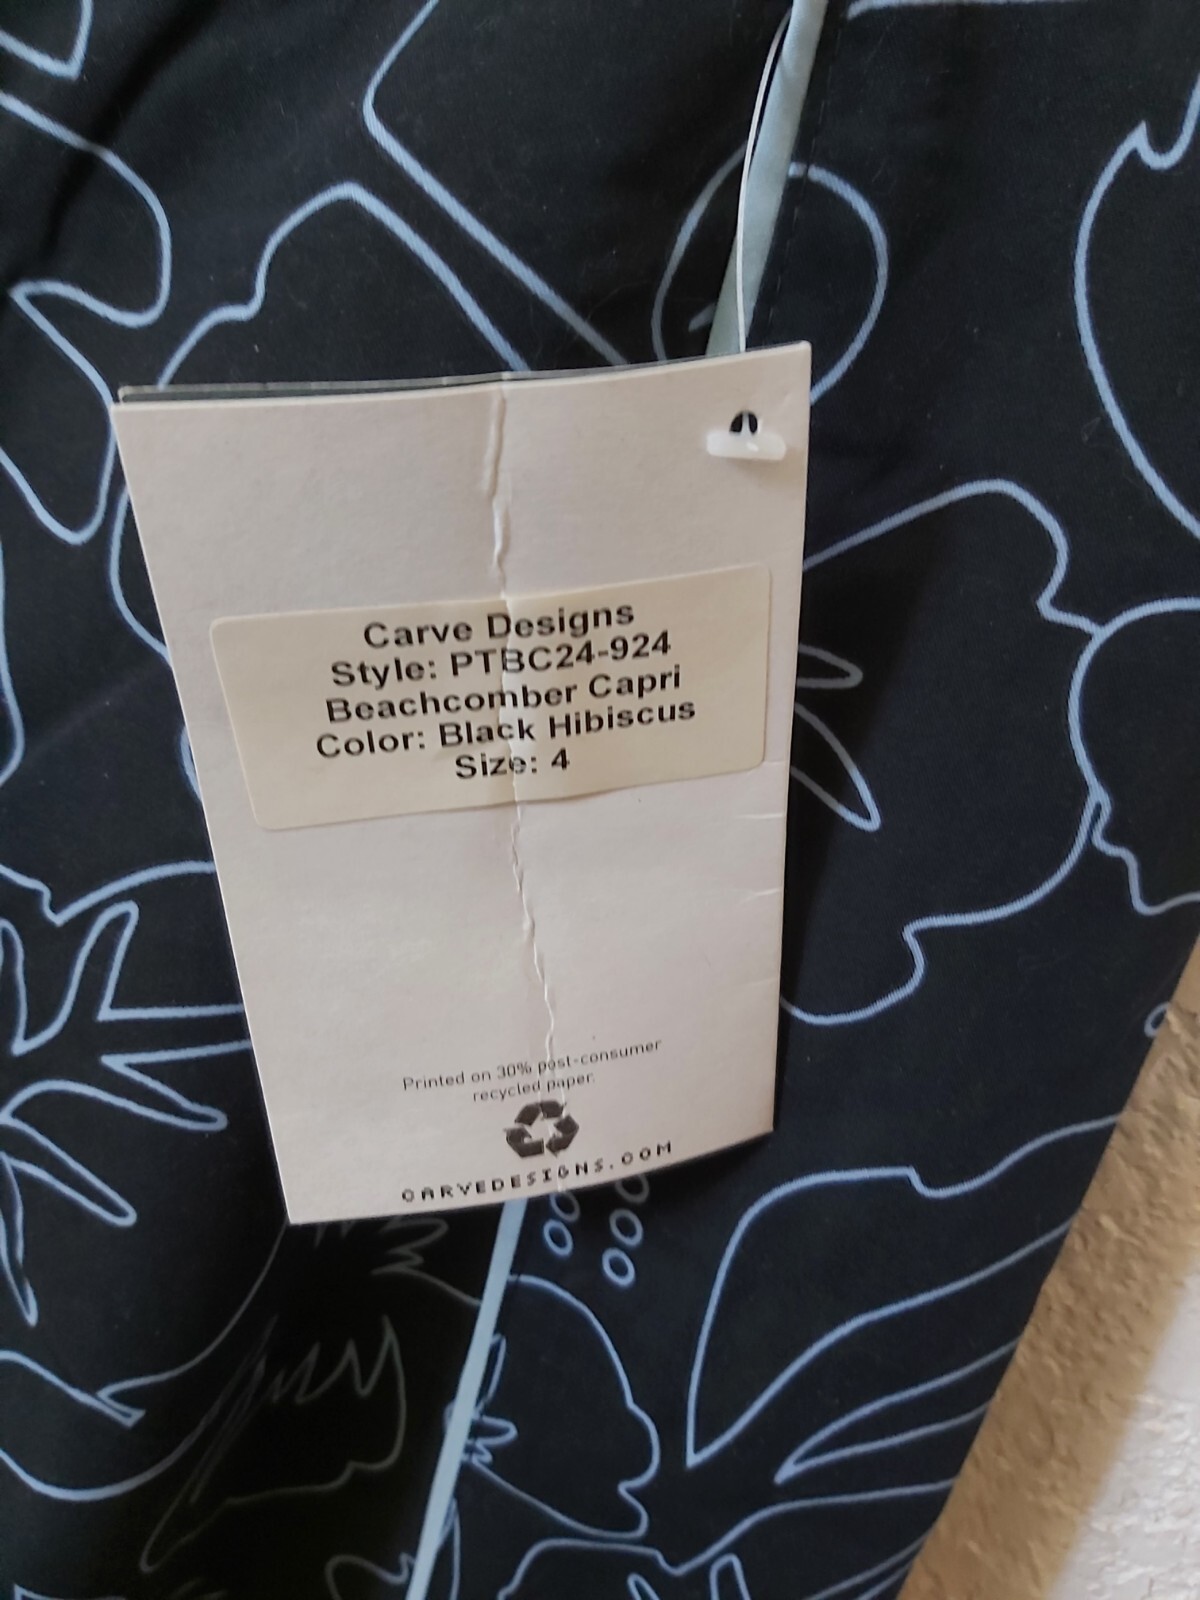 Carve Designs
Style: PTBC24-924
Beachcomber Capri
Color: Black Hibiscus
Size: 4
Printed on 30% post-consumer
recycled paper.
CARVEDESIGNS.COM